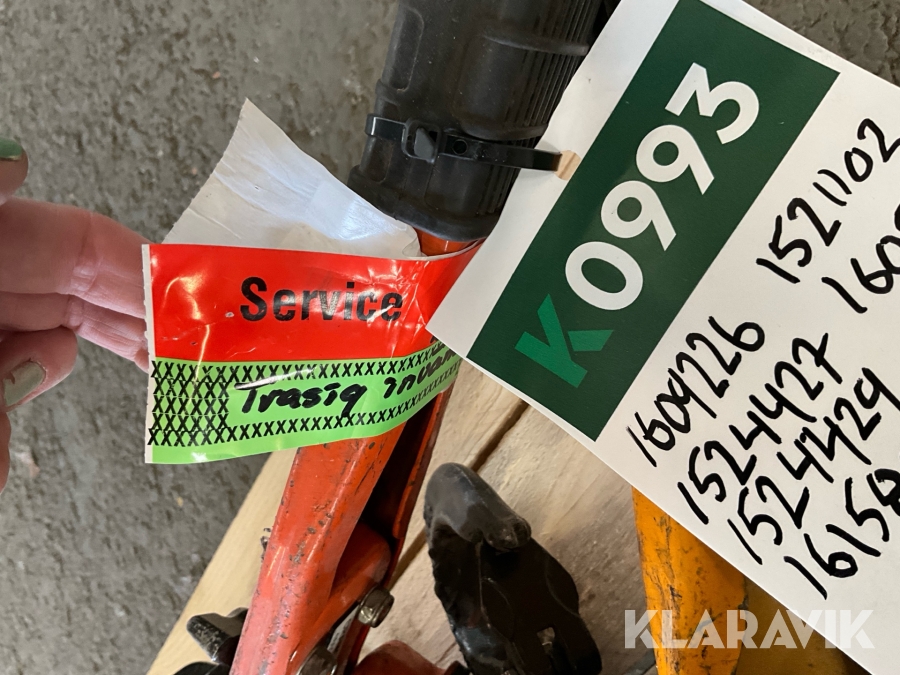 K0993
1521102
1609226
1524427
1524429
Service
Trasig
KLARAVIK